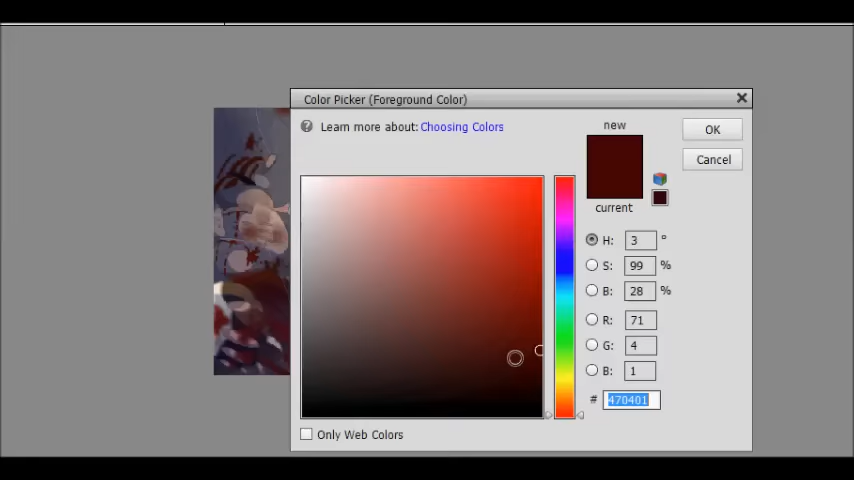 Color Picker (Foreground Color)
? Learn more about: Choosing Colors
new
current
OK
Cancel
H: 3 °
S: 99 %
B: 28 %
R: 71
G: 4
B: 1
# 470401
Only Web Colors